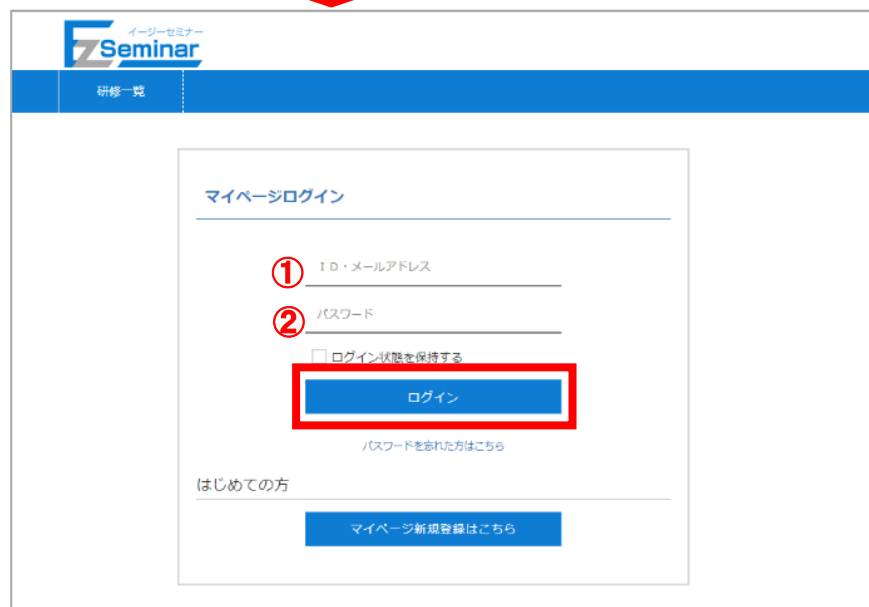 イージーセミナー
EzSeminar
研修一覧
マイページログイン
① ＩＤ・メールアドレス
② パスワード
ログイン状態を保持する
ログイン
パスワードを忘れた方はこちら
はじめての方
マイページ新規登録はこちら